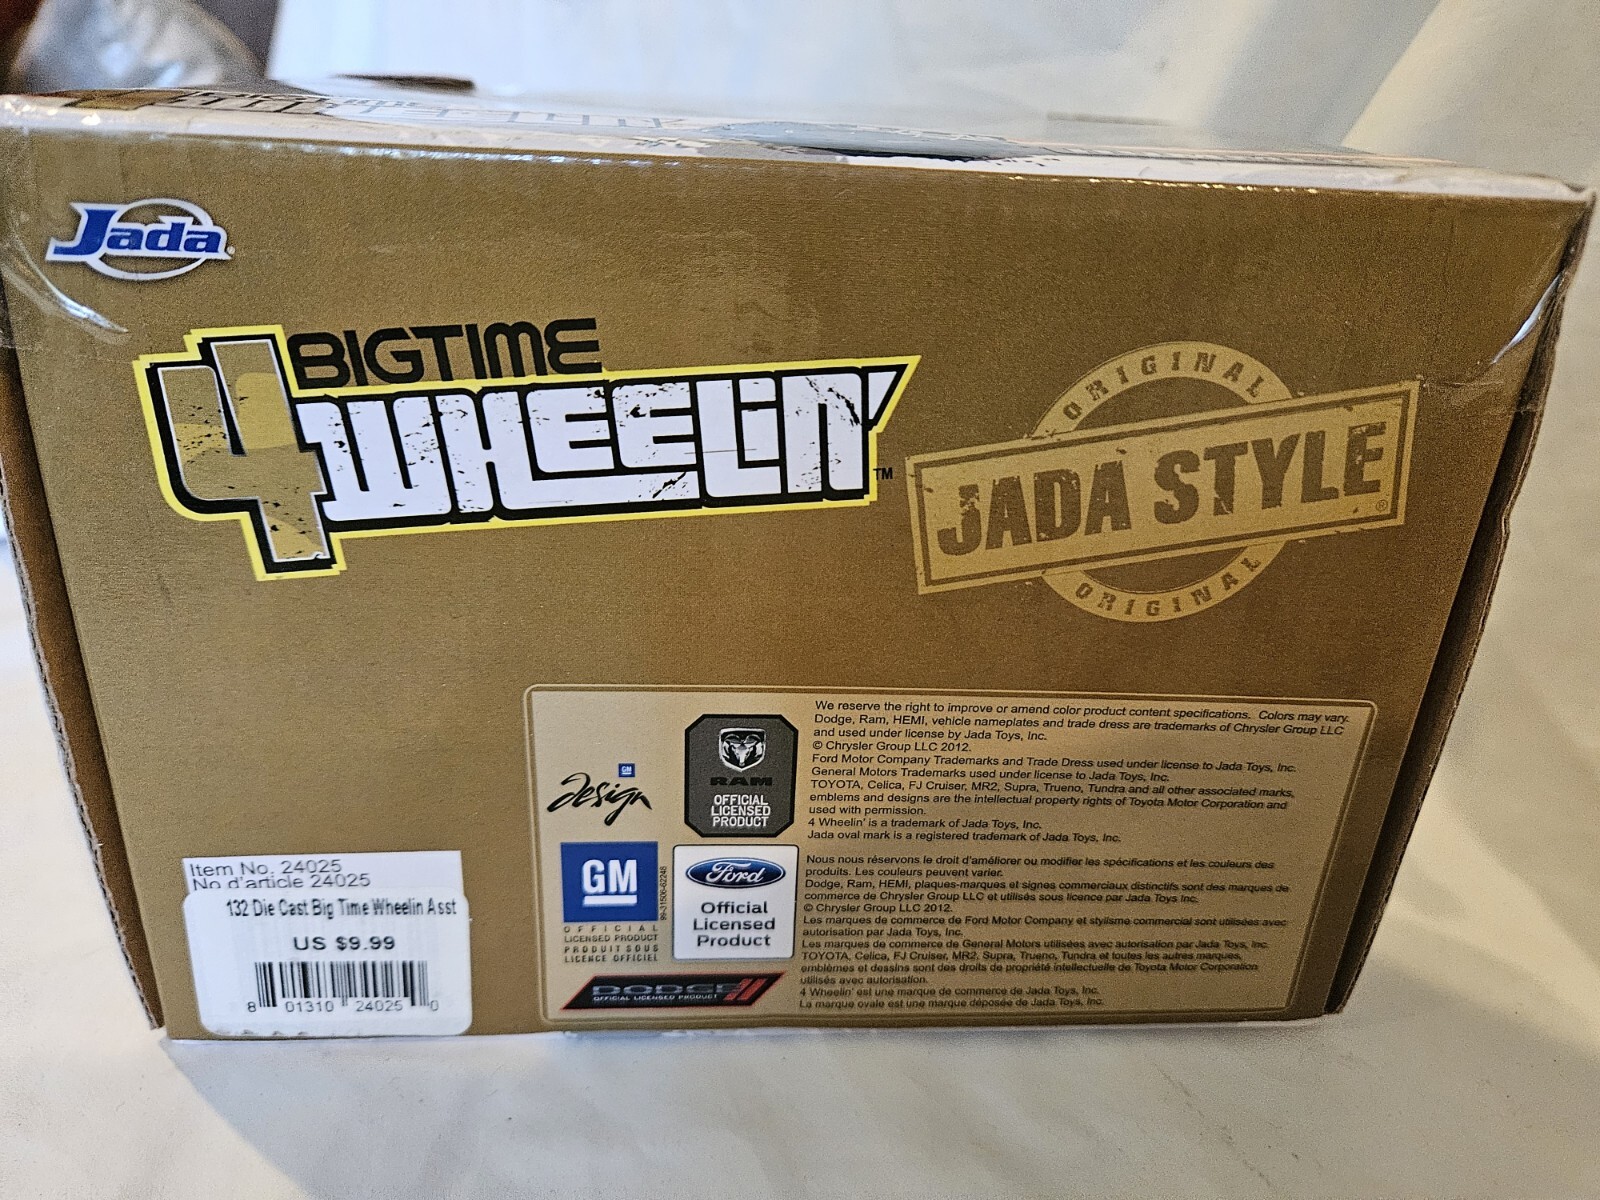 Jada
BIGTIME
4WHEELIN'™
ORIGINAL
JADA STYLE®
ORIGINAL
Item No. 24025
No d'article 24025
132 Die Cast Big Time Wheelin Asst
US $9.99
8 01310 24025 0
GM
design
RAM
OFFICIAL
LICENSED
PRODUCT
GM
OFFICIAL
LICENSED PRODUCT
PRODUIT SOUS
LICENCE OFFICIEL
99-31506-62248
Ford
Official
Licensed
Product
DODGE
OFFICIAL LICENSED PRODUCT
We reserve the right to improve or amend color product content specifications. Colors may vary.
Dodge, Ram, HEMI, vehicle nameplates and trade dress are trademarks of Chrysler Group LLC
and used under license by Jada Toys, Inc.
© Chrysler Group LLC 2012.
Ford Motor Company Trademarks and Trade Dress used under license to Jada Toys, Inc.
General Motors Trademarks used under license to Jada Toys, Inc.
TOYOTA, Celica, FJ Cruiser, MR2, Supra, Trueno, Tundra and all other associated marks,
emblems and designs are the intellectual property rights of Toyota Motor Corporation and
used with permission.
4 Wheelin' is a trademark of Jada Toys, Inc.
Jada oval mark is a registered trademark of Jada Toys, Inc.
Nous nous réservons le droit d'améliorer ou modifier les spécifications et les couleurs des
produits. Les couleurs peuvent varier.
Dodge, Ram, HEMI, plaques-marques et signes commerciaux distinctifs sont des marques de
commerce de Chrysler Group LLC et utilisés sous licence par Jada Toys Inc.
© Chrysler Group LLC 2012.
Les marques de commerce de Ford Motor Company et stylisme commercial sont utilisées avec
autorisation par Jada Toys, Inc.
Les marques de commerce de General Motors utilisées avec autorisation par Jada Toys, Inc.
TOYOTA, Celica, FJ Cruiser, MR2, Supra, Trueno, Tundra et toutes les autres marques,
emblèmes et dessins sont des droits de propriété intellectuelle de Toyota Motor Corporation
utilisés avec autorisation.
4 Wheelin' est une marque de commerce de Jada Toys, Inc.
La marque ovale est une marque déposée de Jada Toys, Inc.